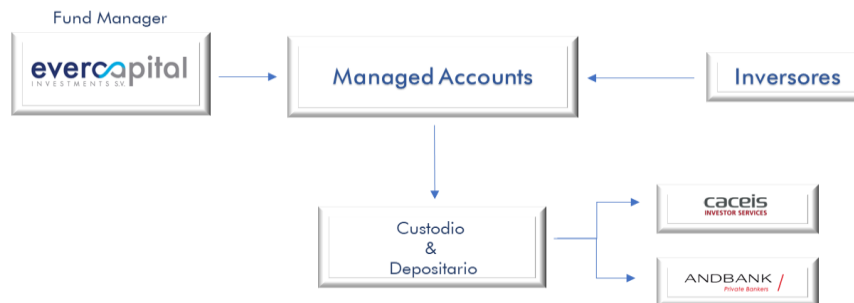 Fund Manager
evercapital
INVESTMENTS S.V.
Managed Accounts
Inversores
Custodio
&
Depositario
caceis
INVESTOR SERVICES
ANDBANK /
Private Bankers